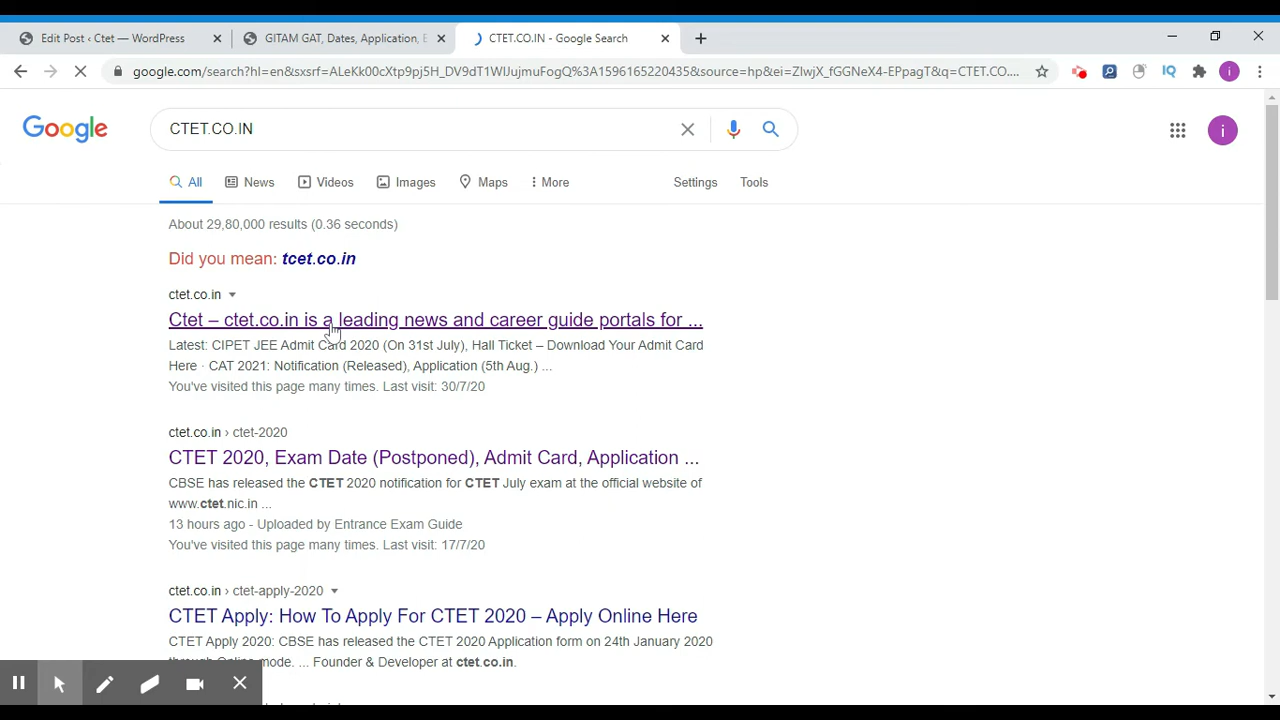 Edit Post ‹ Ctet — WordPress
GITAM GAT, Dates, Application, E
CTET.CO.IN - Google Search
google.com/search?hl=en&sxsrf=ALeKk00yXtp9pj5H_DV9dT1WlJujmuFogQ%3A1596165220435&source=hp&ei=ZIwjX_fGGNeX4-EPpagT&q=CTET.CO....
IQ
i
Google
CTET.CO.IN
i
All
News
Videos
Images
Maps
More
Settings
Tools
About 29,80,000 results (0.36 seconds)
Did you mean: tcet.co.in
ctet.co.in
Ctet – ctet.co.in is a leading news and career guide portals for ...
Latest: CIPET JEE Admit Card 2020 (On 31st July), Hall Ticket – Download Your Admit Card
Here · CAT 2021: Notification (Released), Application (5th Aug.) ...
You've visited this page many times. Last visit: 30/7/20
ctet.co.in › ctet-2020
CTET 2020, Exam Date (Postponed), Admit Card, Application ...
CBSE has released the CTET 2020 notification for CTET July exam at the official website of
www.ctet.nic.in ...
13 hours ago - Uploaded by Entrance Exam Guide
You've visited this page many times. Last visit: 17/7/20
ctet.co.in › ctet-apply-2020
CTET Apply: How To Apply For CTET 2020 – Apply Online Here
CTET Apply 2020: CBSE has released the CTET 2020 Application form on 24th January 2020
through Online mode. ... Founder & Developer at ctet.co.in.